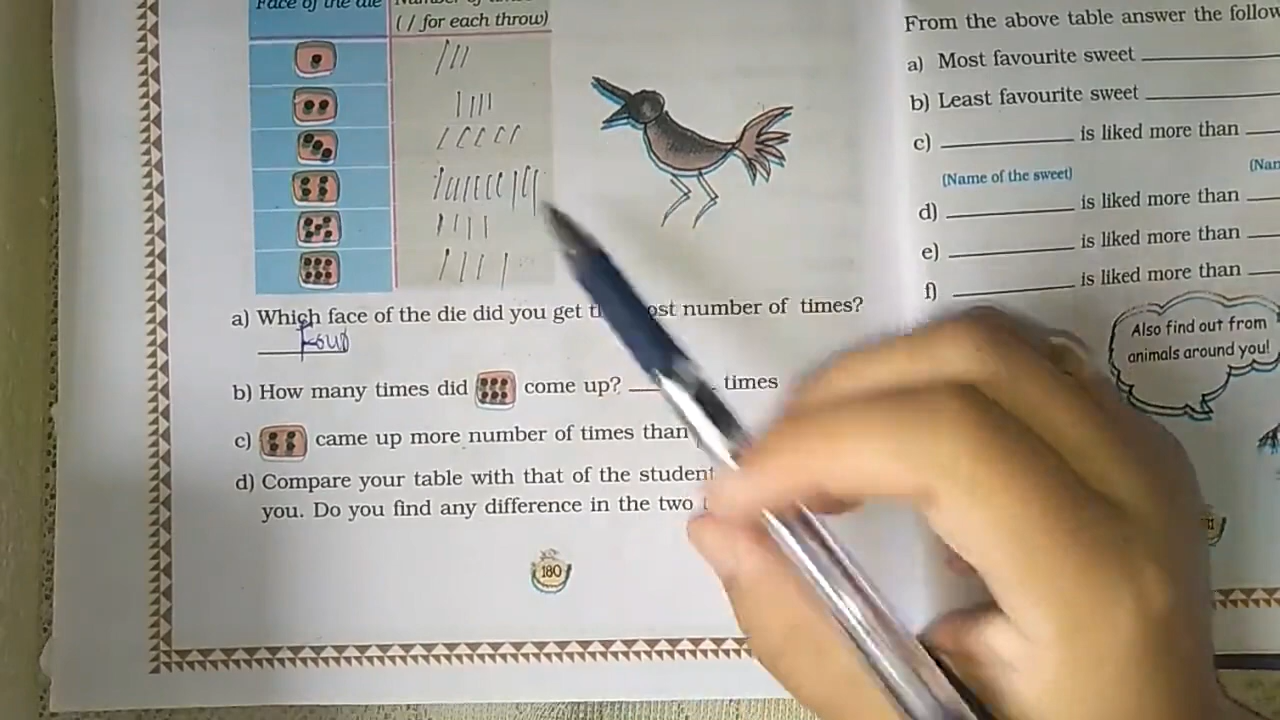 Face of the die
( / for each throw)
a) Which face of the die did you get number of times?
Four
b) How many times did come up? times
c) came up more number of times than
d) Compare your table with that of the student
you. Do you find any difference in the two
180
From the above table answer the follow
a) Most favourite sweet
b) Least favourite sweet
c) is liked more than
(Name of the sweet) (Nam
d) is liked more than
e) is liked more than
f) is liked more than
Also find out from
animals around you!